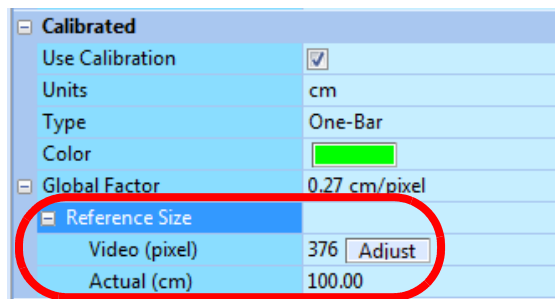 Calibrated
Use Calibration
Units cm
Type One-Bar
Color
Global Factor 0.27 cm/pixel
Reference Size
Video (pixel) 376 Adjust
Actual (cm) 100.00